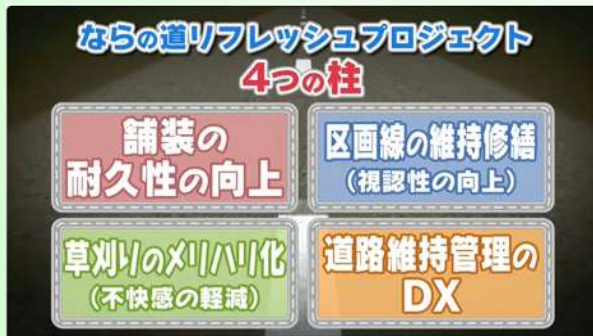 ならの道リフレッシュプロジェクト
4つの柱
舗装の
耐久性の向上
区画線の維持修繕
(視認性の向上)
草刈りのメリハリ化
(不快感の軽減)
道路維持管理の
DX